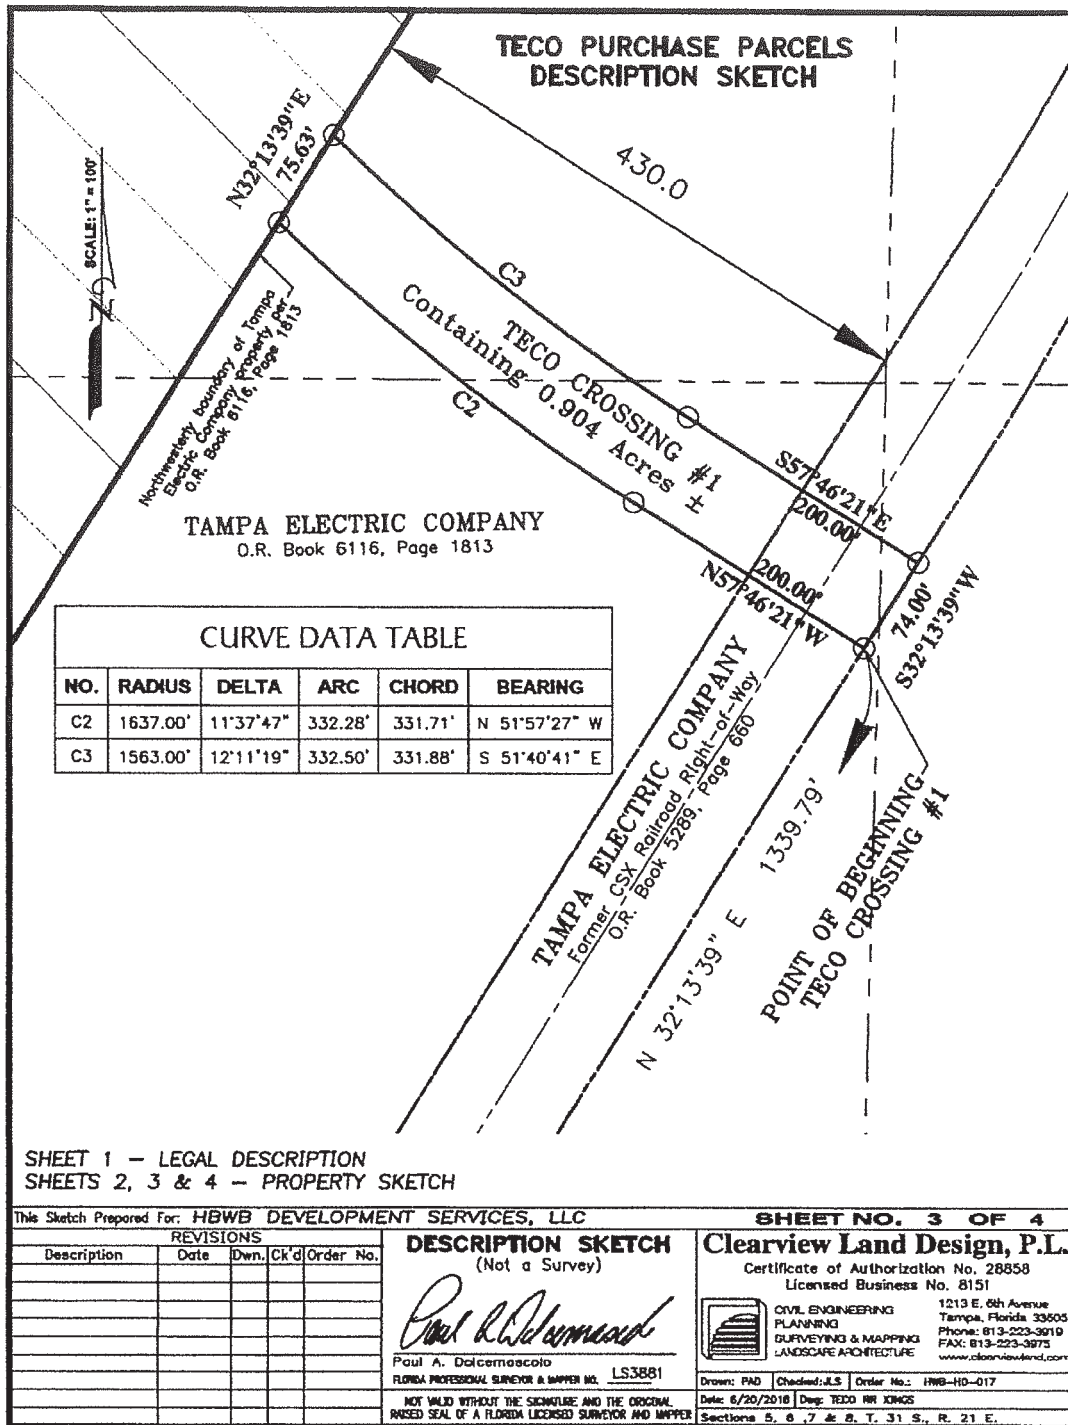 TECO PURCHASE PARCELS
DESCRIPTION SKETCH
N32°13'39"E
75.63'
430.0
SCALE: 1" = 100'
Northwesterly boundary of Tampa
Electric Company property per
O.R. Book 6116, Page 1813
C3
TECO CROSSING #1
Containing 0.904 Acres ±
C2
S57°46'21"E
200.00'
TAMPA ELECTRIC COMPANY
O.R. Book 6116, Page 1813
200.00'
N57°46'21"W
74.00'
S32°13'39"W
CURVE DATA TABLE
NO. RADIUS DELTA ARC CHORD BEARING
C2 1637.00' 11°37'47" 332.28' 331.71' N 51°57'27" W
C3 1563.00' 12°11'19" 332.50' 331.88' S 51°40'41" E
TAMPA ELECTRIC COMPANY
Former CSX Railroad Right-of-Way
O.R. Book 5289, Page 660
N 32°13'39" E 1339.79'
POINT OF BEGINNING
TECO CROSSING #1
SHEET 1 - LEGAL DESCRIPTION
SHEETS 2, 3 & 4 - PROPERTY SKETCH
This Sketch Prepared For: HBWB DEVELOPMENT SERVICES, LLC
SHEET NO. 3 OF 4
REVISIONS
Description Date Dwn. Ck'd Order No.
DESCRIPTION SKETCH
(Not a Survey)
Paul A. Dolcemascolo
FLORIDA PROFESSIONAL SURVEYOR & MAPPER NO. LS3881
NOT VALID WITHOUT THE SIGNATURE AND THE ORIGINAL
RAISED SEAL OF A FLORIDA LICENSED SURVEYOR AND MAPPER
Clearview Land Design, P.L.
Certificate of Authorization No. 28858
Licensed Business No. 8151
CIVIL ENGINEERING
PLANNING
SURVEYING & MAPPING
LANDSCAPE ARCHITECTURE
1213 E. 6th Avenue
Tampa, Florida 33605
Phone: 813-223-3919
FAX: 813-223-3975
www.clearviewland.com
Drawn: PAD Checked: JLS Order No.: HWB-HD-017
Date: 6/20/2016 Dwg: TECO RR XINGS
Sections 5, 6, 7 & 8, T. 31 S., R. 21 E.